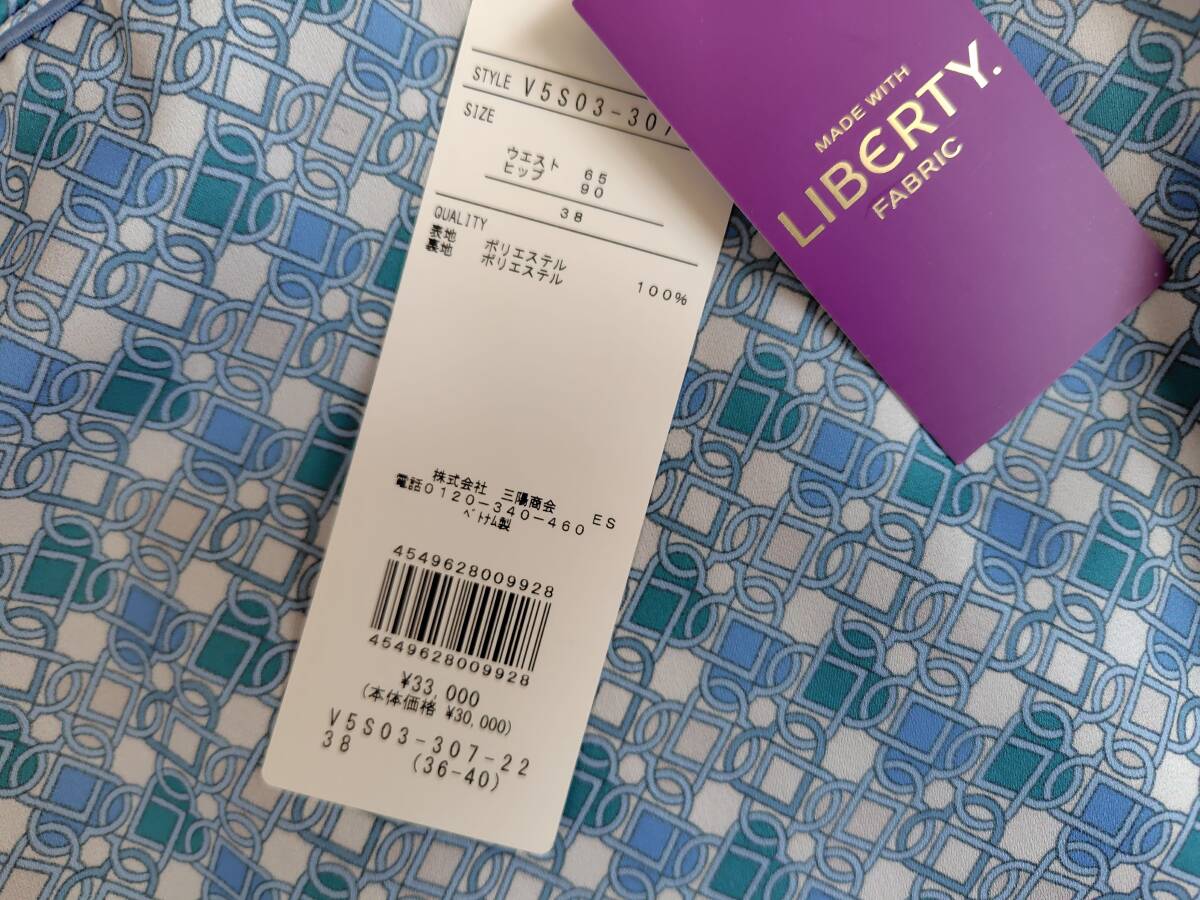 STYLE V5S03-307
SIZE
ウエスト 65
ヒップ 90
38
QUALITY
表地 ポリエステル
裏地 ポリエステル 100%
株式会社 三陽商会 ES
電話0120-340-460
ベトナム製
4549628009928
4549628009928
¥33,000
(本体価格 ¥30,000)
V5S03-307-22
38 (36-40)
MADE WITH
LIBERTY.
FABRIC